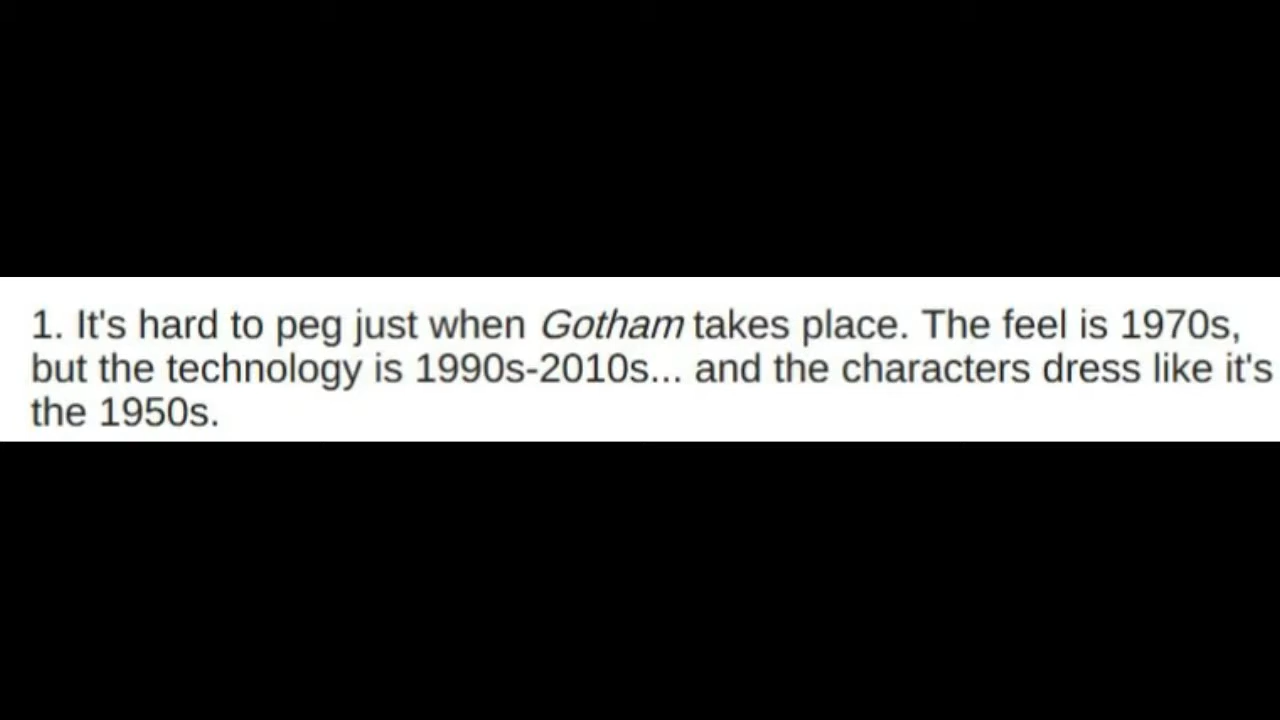 1. It's hard to peg just when Gotham takes place. The feel is 1970s,
but the technology is 1990s-2010s... and the characters dress like it's
the 1950s.